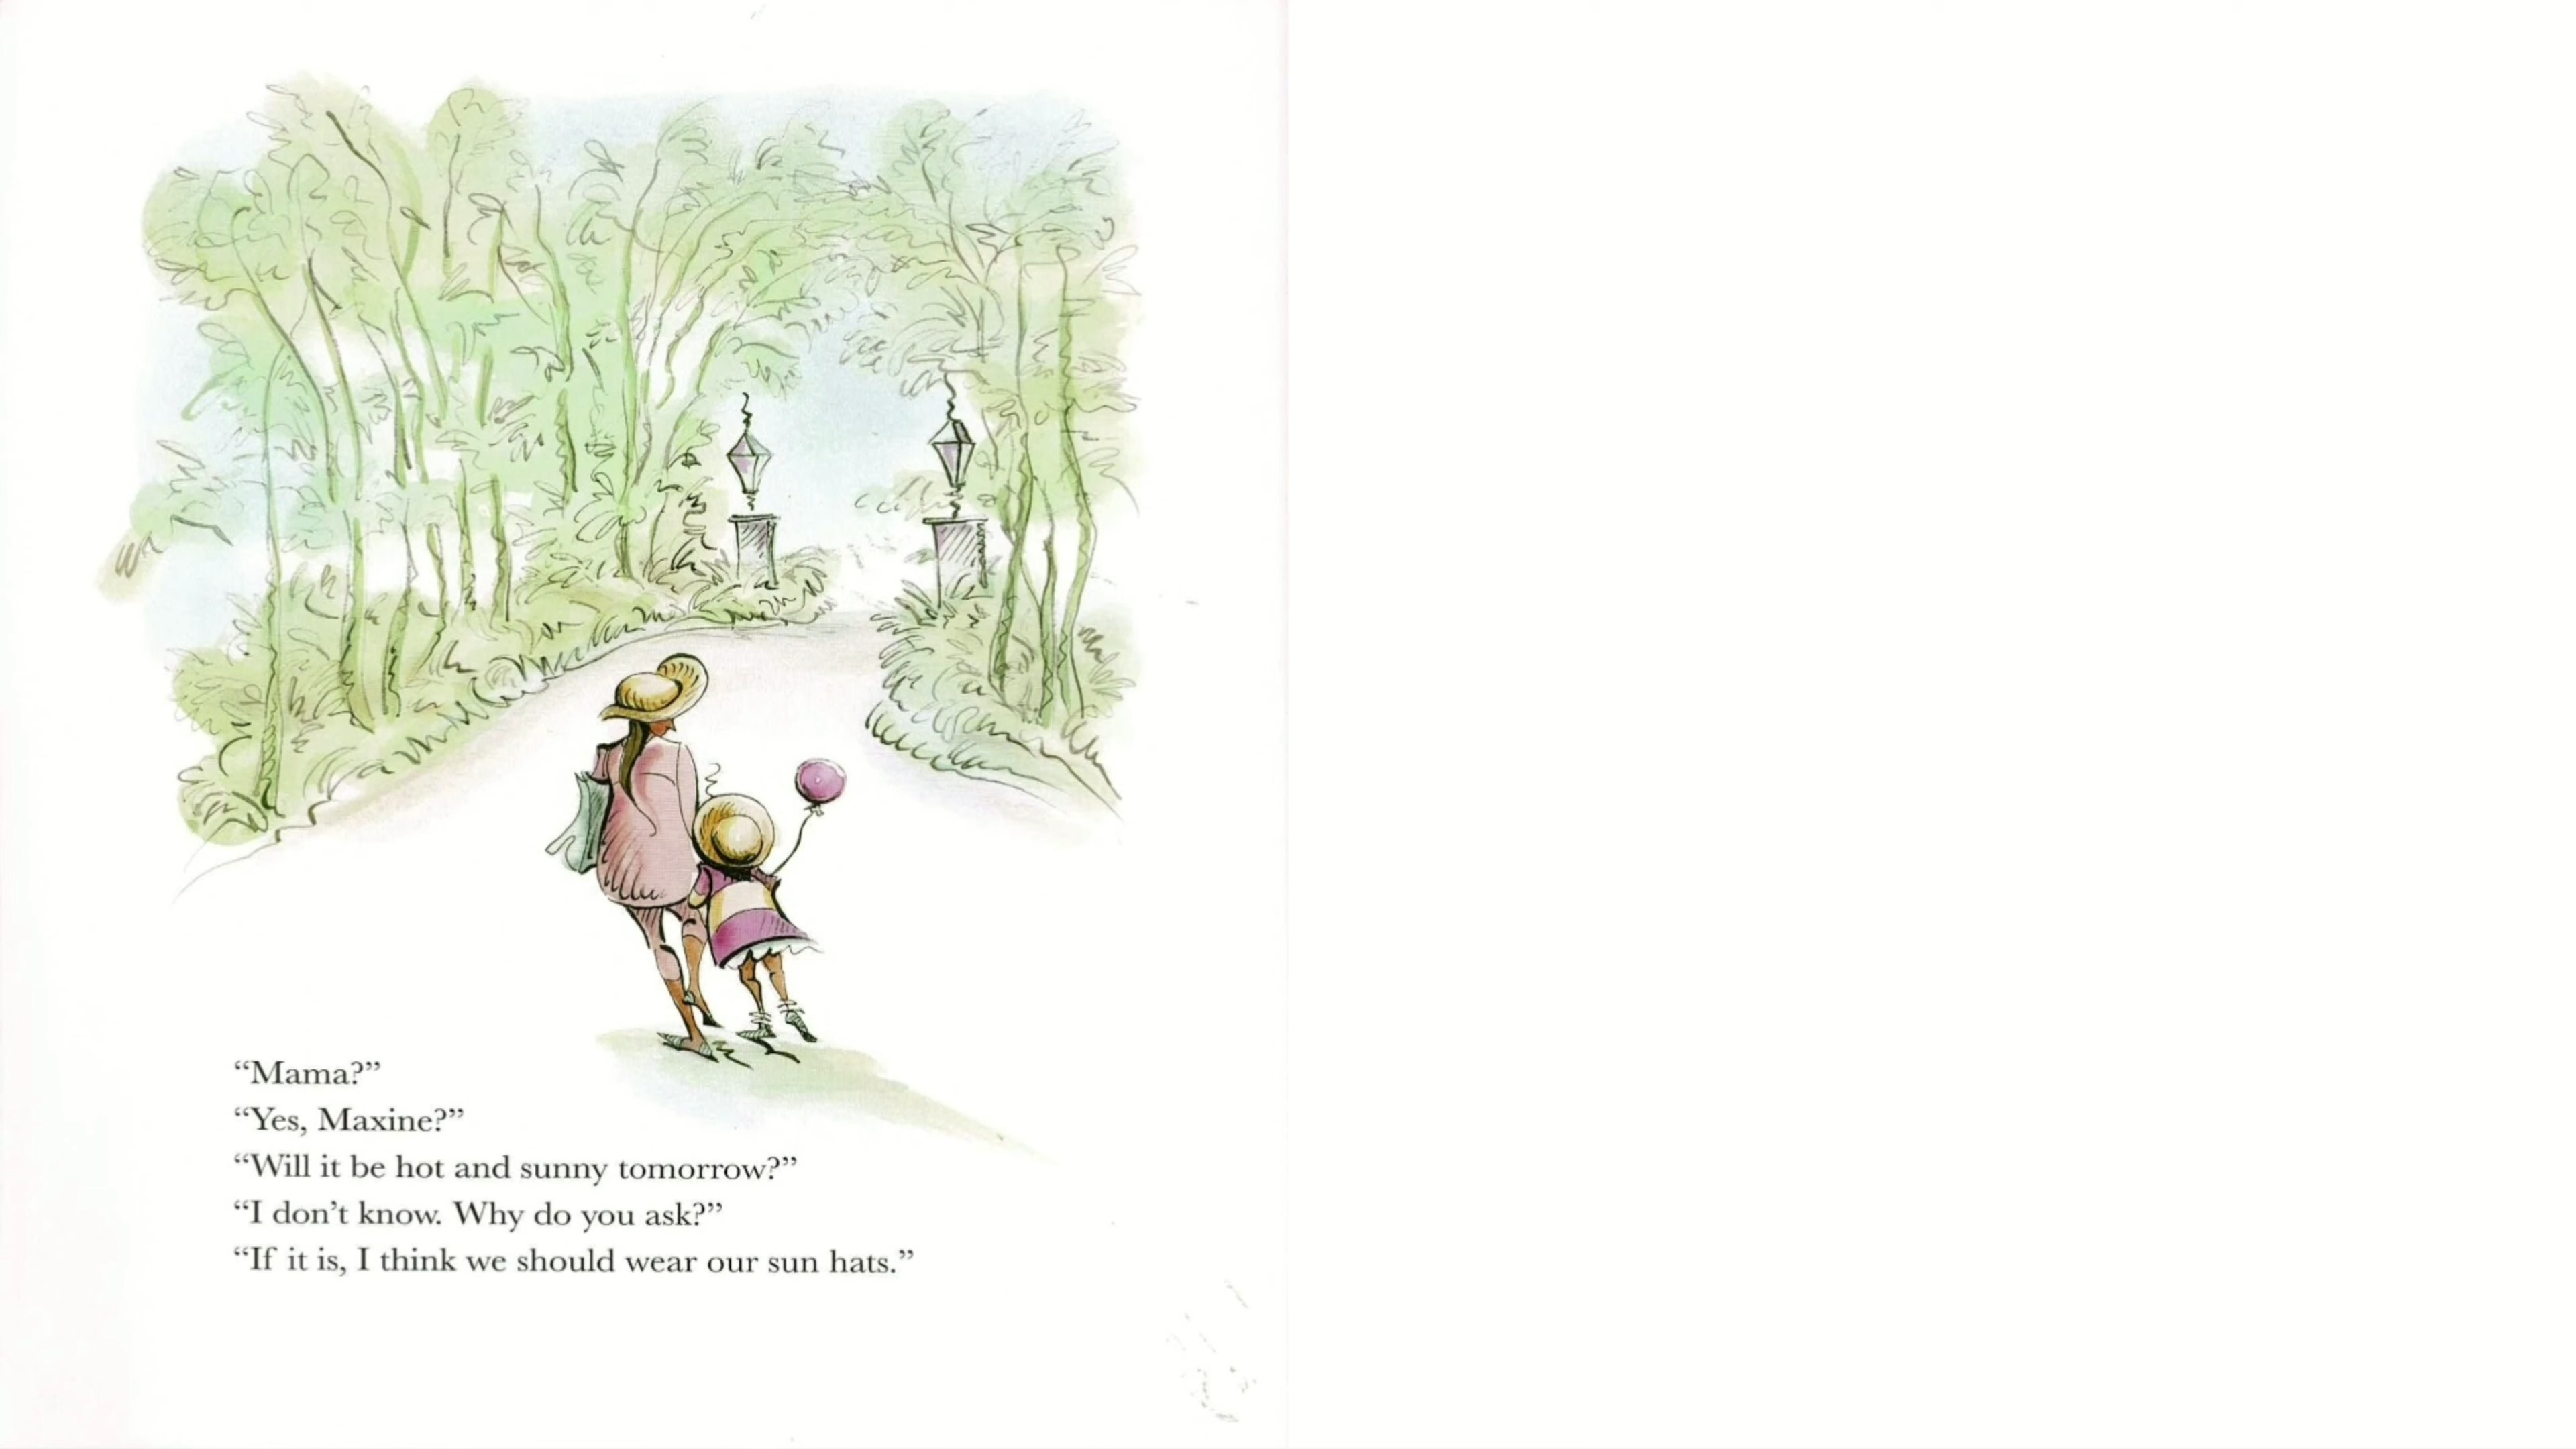 “Mama?”
“Yes, Maxine?”
“Will it be hot and sunny tomorrow?”
“I don’t know. Why do you ask?”
“If it is, I think we should wear our sun hats.”